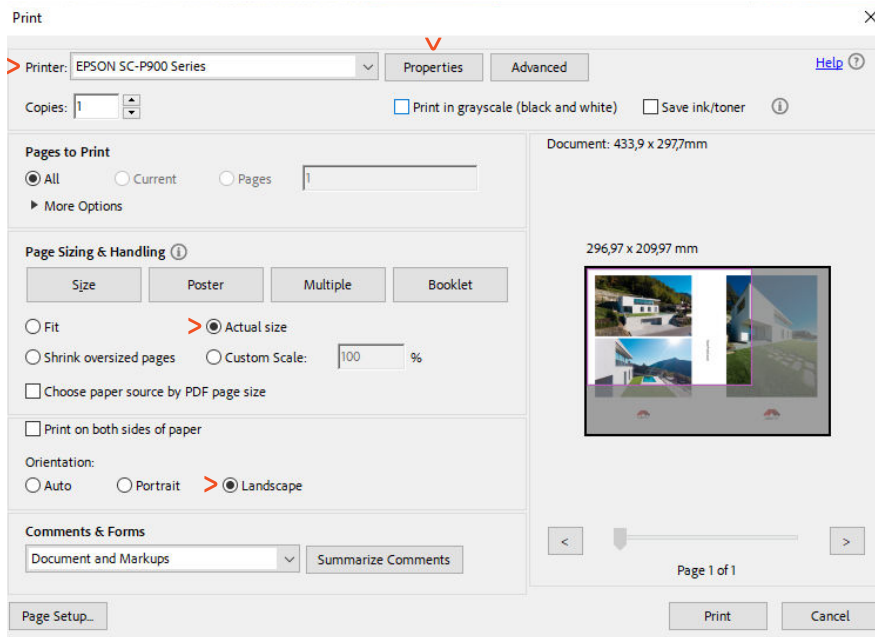 Print
Printer: EPSON SC-P900 Series Properties Advanced Help
Copies: 1 Print in grayscale (black and white) Save ink/toner
Pages to Print
All Current Pages 1
More Options
Page Sizing & Handling
Size Poster Multiple Booklet
Fit Actual size
Shrink oversized pages Custom Scale: 100 %
Choose paper source by PDF page size
Print on both sides of paper
Orientation:
Auto Portrait Landscape
Comments & Forms
Document and Markups Summarize Comments
Page Setup...
Document: 433,9 x 297,7mm
296,97 x 209,97 mm
< >
Page 1 of 1
Print Cancel